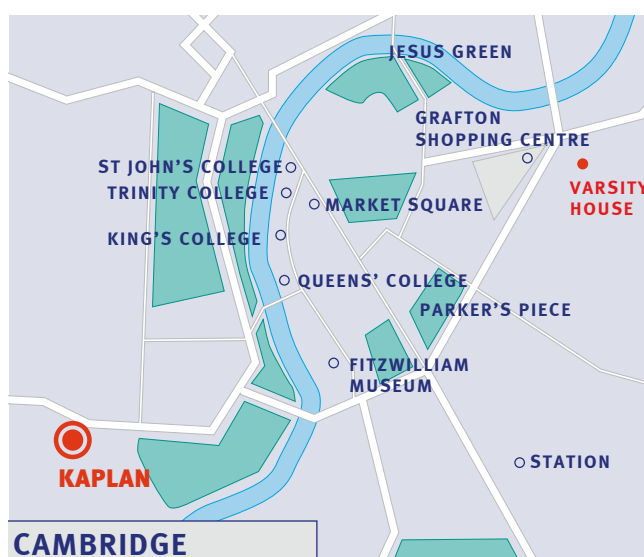 JESUS GREEN
GRAFTON
SHOPPING CENTRE
ST JOHN'S COLLEGE
TRINITY COLLEGE
VARSITY
HOUSE
MARKET SQUARE
KING'S COLLEGE
QUEENS' COLLEGE
PARKER'S PIECE
FITZWILLIAM
MUSEUM
STATION
KAPLAN
CAMBRIDGE